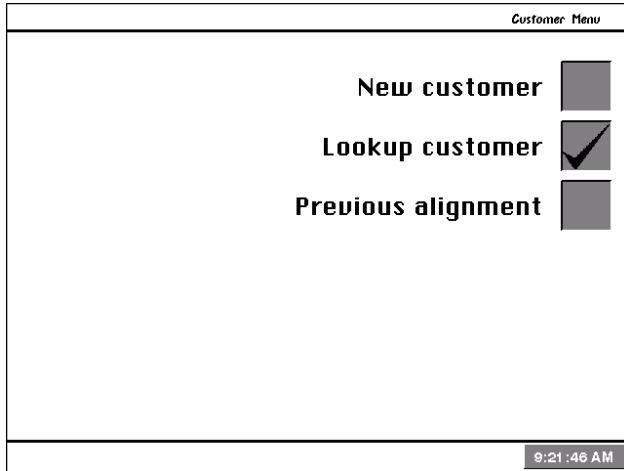 Customer Menu
New customer
Lookup customer
Previous alignment
9:21:46 AM